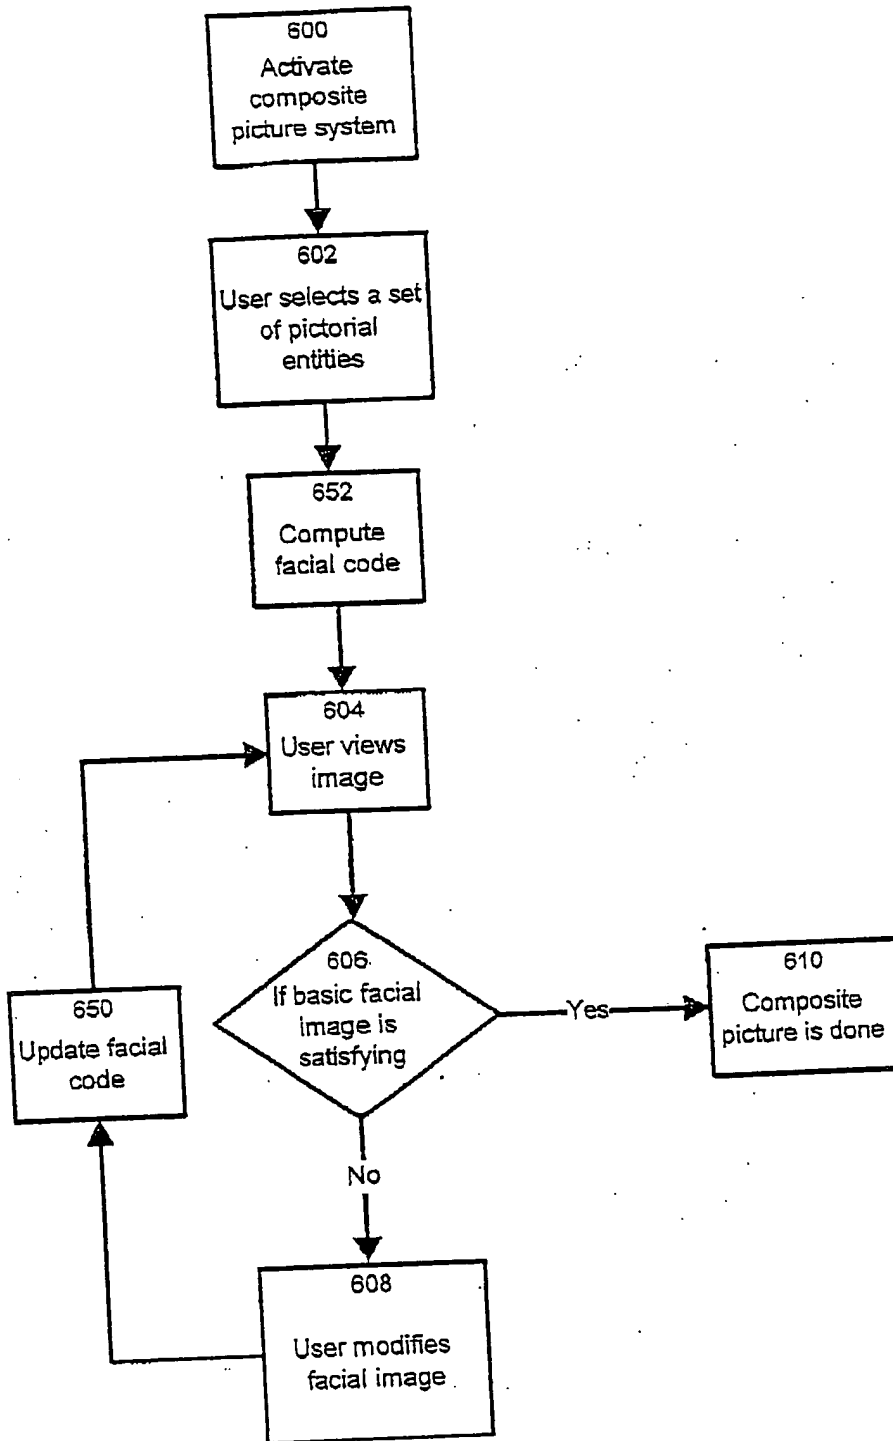 600
Activate
composite
picture system
602
User selects a set
of pictorial
entities
652
Compute
facial code
604
User views
image
606
If basic facial
image is
satisfying
Yes
610
Composite
picture is done
No
608
User modifies
facial image
650
Update facial
code